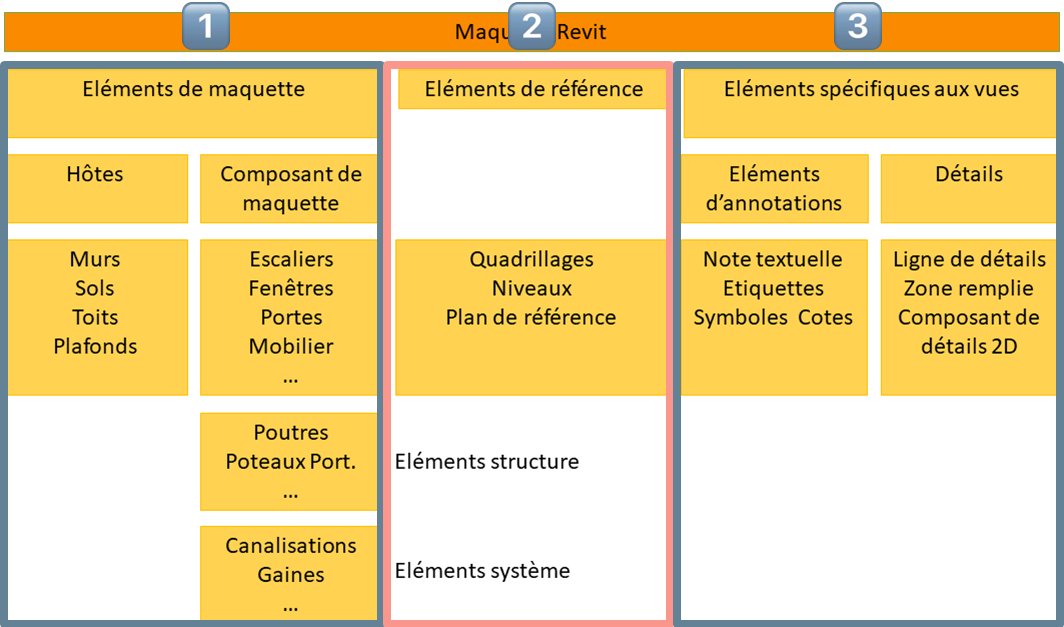 1
2
3
Maqu Revit
Eléments de maquette
Eléments de référence
Eléments spécifiques aux vues
Hôtes
Composant de
maquette
Eléments
d’annotations
Détails
Murs
Sols
Toits
Plafonds
Escaliers
Fenêtres
Portes
Mobilier
...
Quadrillages
Niveaux
Plan de référence
Note textuelle
Etiquettes
Symboles Cotes
Ligne de détails
Zone remplie
Composant de
détails 2D
Poutres
Poteaux Port.
...
Eléments structure
Canalisations
Gaines
...
Eléments système